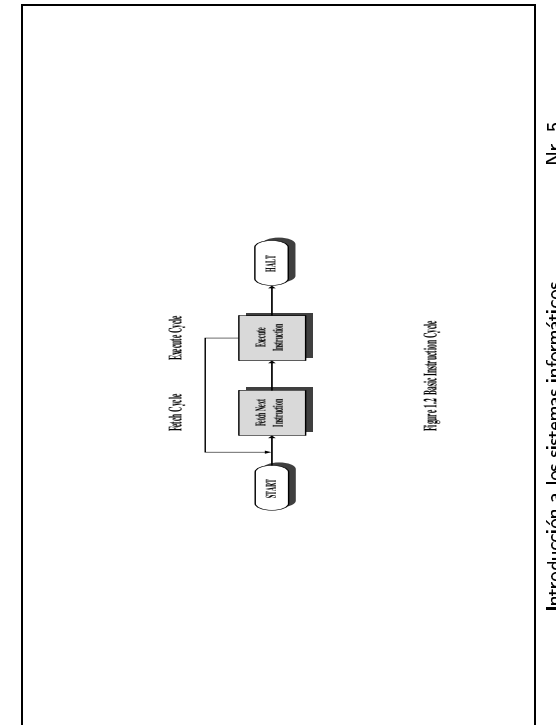 Fetch Cycle
Execute Cycle
START
Fetch Next
Instruction
Execute
Instruction
HALT
Figure 1.2 Basic Instruction Cycle
Introducción a los sistemas informáticos
Nr. 5